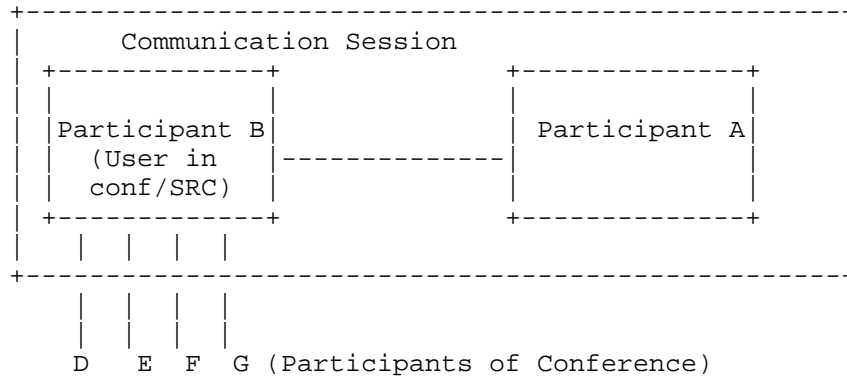 Communication Session
Participant B Participant A
(User in
conf/SRC)
D E F G (Participants of Conference)